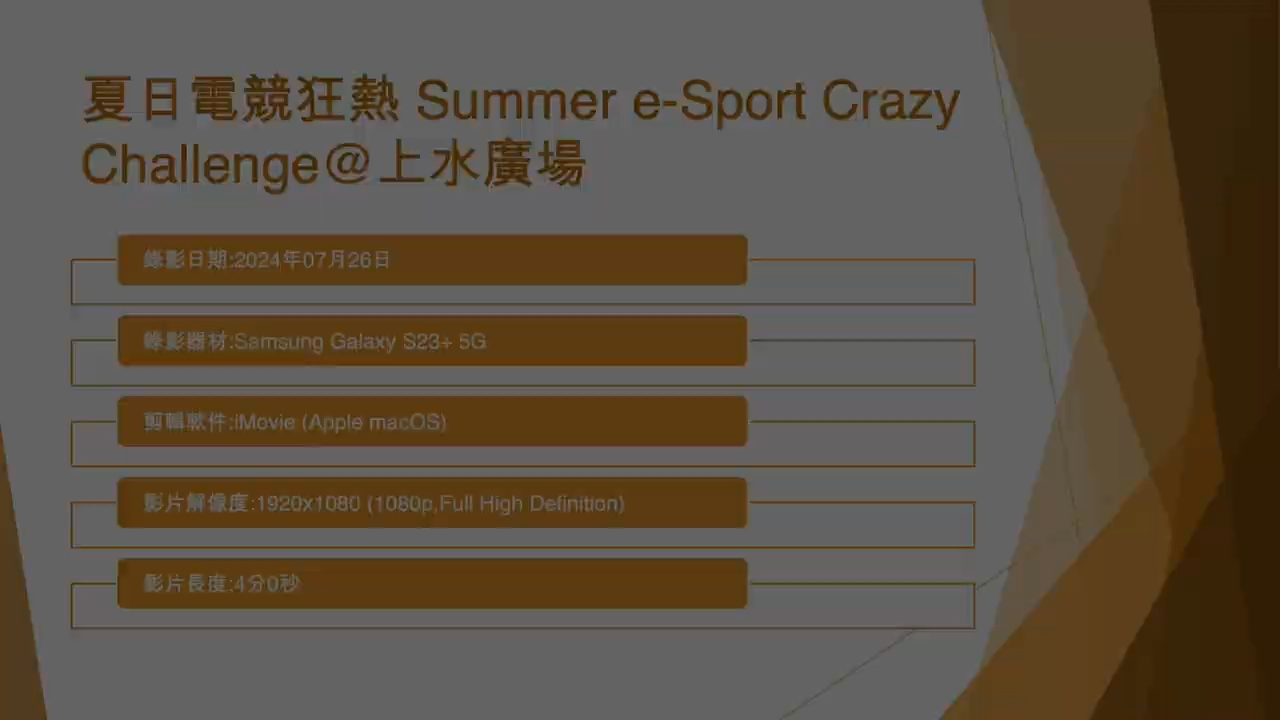 夏日電競狂熱 Summer e-Sport Crazy
Challenge@上水廣場
錄影日期:2024年07月26日
錄影器材:Samsung Galaxy S23+ 5G
剪輯軟件:iMovie (Apple macOS)
影片解像度:1920x1080 (1080p,Full High Definition)
影片長度:4分0秒